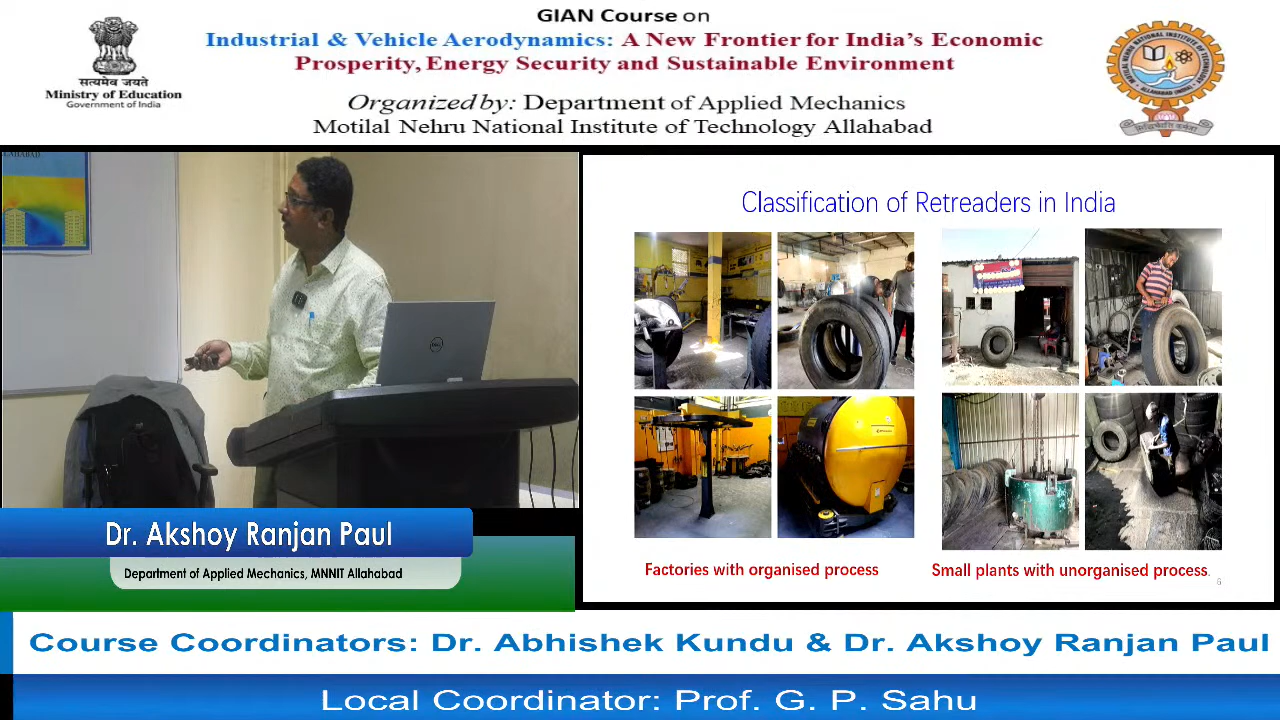 GIAN Course on
Industrial & Vehicle Aerodynamics: A New Frontier for India's Economic
Prosperity, Energy Security and Sustainable Environment
Organized by: Department of Applied Mechanics
Motilal Nehru National Institute of Technology Allahabad
सत्यमेव जयते
Ministry of Education
Government of India
Classification of Retreaders in India
Factories with organised process
Small plants with unorganised process.
6
DELL
Dr. Akshoy Ranjan Paul
Department of Applied Mechanics, MNNIT Allahabad
Course Coordinators: Dr. Abhishek Kundu & Dr. Akshoy Ranjan Paul
Local Coordinator: Prof. G. P. Sahu